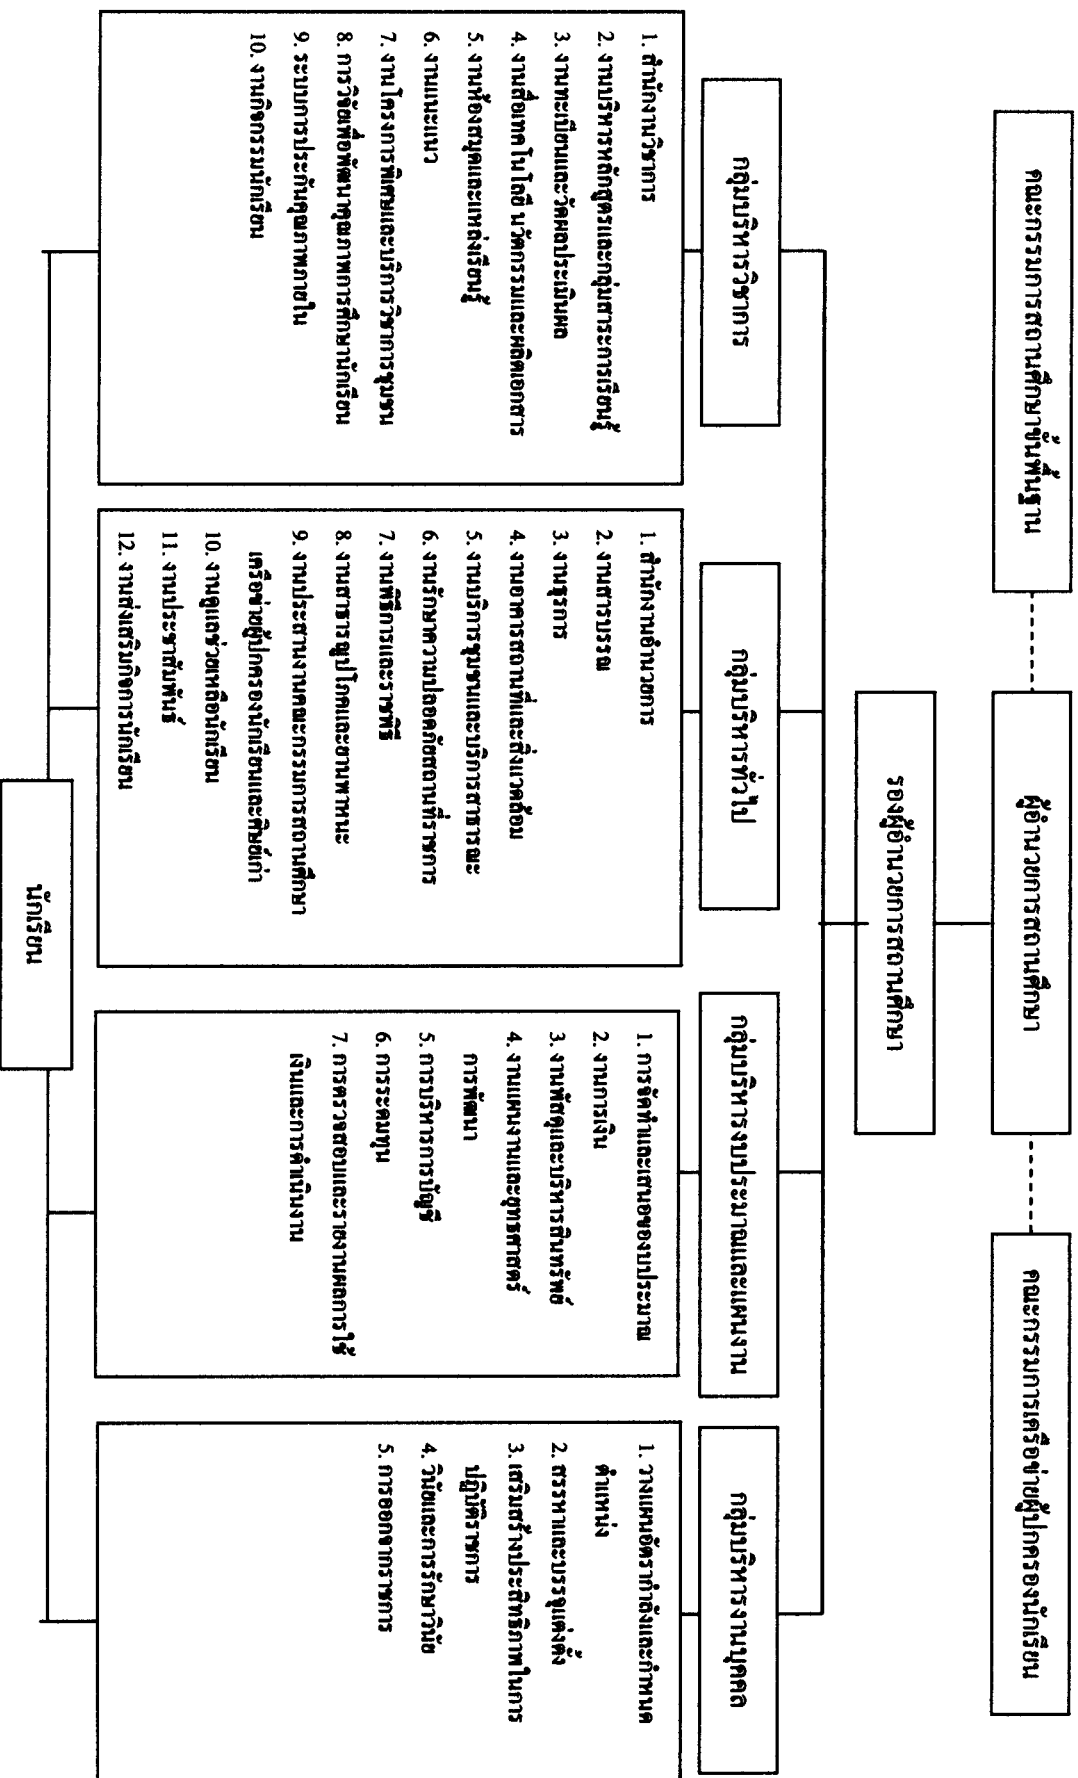 คณะกรรมการสถานศึกษาขั้นพื้นฐาน
ผู้อำนวยการสถานศึกษา
คณะกรรมการเครือข่ายผู้ปกครองนักเรียน
รองผู้อำนวยการสถานศึกษา
กลุ่มบริหารวิชาการ
กลุ่มบริหารทั่วไป
กลุ่มบริหารงบประมาณและแผนงาน
กลุ่มบริหารงานบุคคล
1. สำนักงานวิชาการ
2. งานบริหารหลักสูตรและกลุ่มสาระการเรียนรู้
3. งานทะเบียนและวัดผลประเมินผล
4. งานสื่อเทคโนโลยี นวัตกรรมและผลิตเอกสาร
5. งานห้องสมุดและแหล่งเรียนรู้
6. งานแนะแนว
7. งานโครงการพิเศษและบริการวิชาการชุมชน
8. การวิจัยเพื่อพัฒนาคุณภาพการศึกษานักเรียน
9. ระบบการประกันคุณภาพภายใน
10. งานกิจกรรมนักเรียน
1. สำนักงานอำนวยการ
2. งานสารบรรณ
3. งานธุรการ
4. งานอาคารสถานที่และสิ่งแวดล้อม
5. งานบริการชุมชนและบริการสาธารณะ
6. งานรักษาความปลอดภัยสถานที่ราชการ
7. งานพิธีการและราชพิธี
8. งานสาธารณูปโภคและยานพาหนะ
9. งานประสานงานคณะกรรมการสถานศึกษา
เครือข่ายผู้ปกครองนักเรียนและศิษย์เก่า
10. งานดูแลช่วยเหลือนักเรียน
11. งานประชาสัมพันธ์
12. งานส่งเสริมกิจการนักเรียน
1. การจัดทำและเสนอของบประมาณ
2. งานการเงิน
3. งานพัสดุและบริหารสินทรัพย์
4. งานแผนงานและยุทธศาสตร์
การพัฒนา
5. การบริหารการบัญชี
6. การระดมทุน
7. การตรวจสอบและรายงานผลการใช้
เงินและการดำเนินงาน
1. วางแผนอัตรากำลังและกำหนด
ตำแหน่ง
2. สรรหาและบรรจุแต่งตั้ง
3. เสริมสร้างประสิทธิภาพในการ
ปฏิบัติราชการ
4. วินัยและการรักษาวินัย
5. การออกจากราชการ
นักเรียน